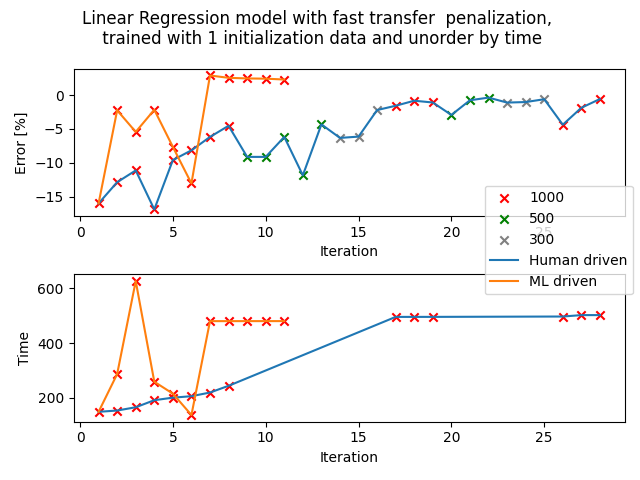 Linear Regression model with fast transfer  penalization,
trained with 1 initialization data and unorder by time
Error [%]
0
−5
−10
−15
0
5
10
15
20
25
Iteration
1000
500
300
Human driven
ML driven
Time
600
400
200
0
5
10
15
20
25
Iteration